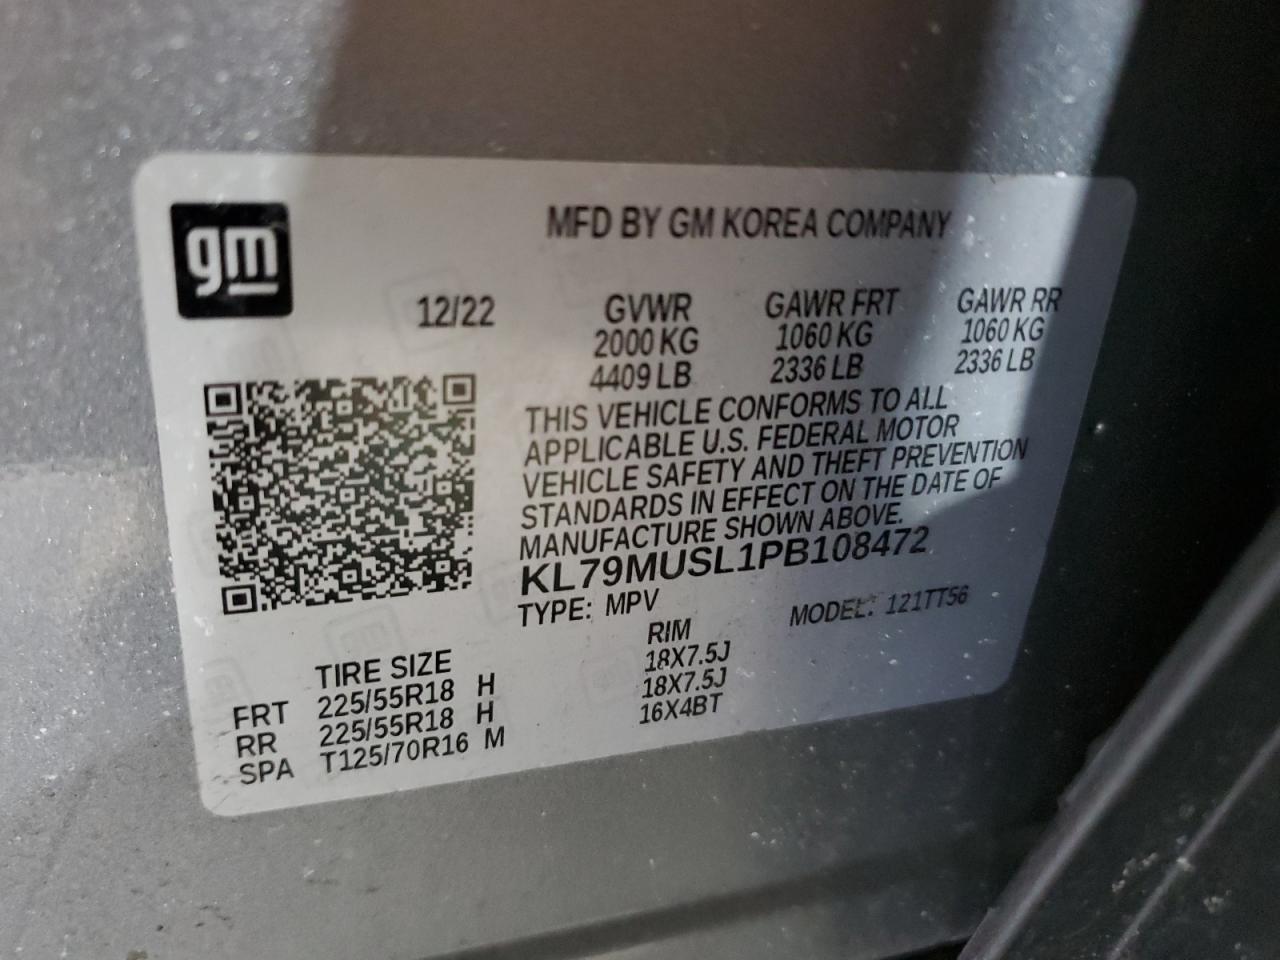 gm
MFD BY GM KOREA COMPANY
12/22 GVWR GAWR FRT GAWR RR
2000 KG 1060 KG 1060 KG
4409 LB 2336 LB 2336 LB
THIS VEHICLE CONFORMS TO ALL
APPLICABLE U.S. FEDERAL MOTOR
VEHICLE SAFETY AND THEFT PREVENTION
STANDARDS IN EFFECT ON THE DATE OF
MANUFACTURE SHOWN ABOVE.
KL79MUSL1PB108472
TYPE: MPV MODEL: 121TT56
TIRE SIZE RIM
FRT 225/55R18 H 18X7.5J
RR 225/55R18 H 18X7.5J
SPA T125/70R16 M 16X4BT